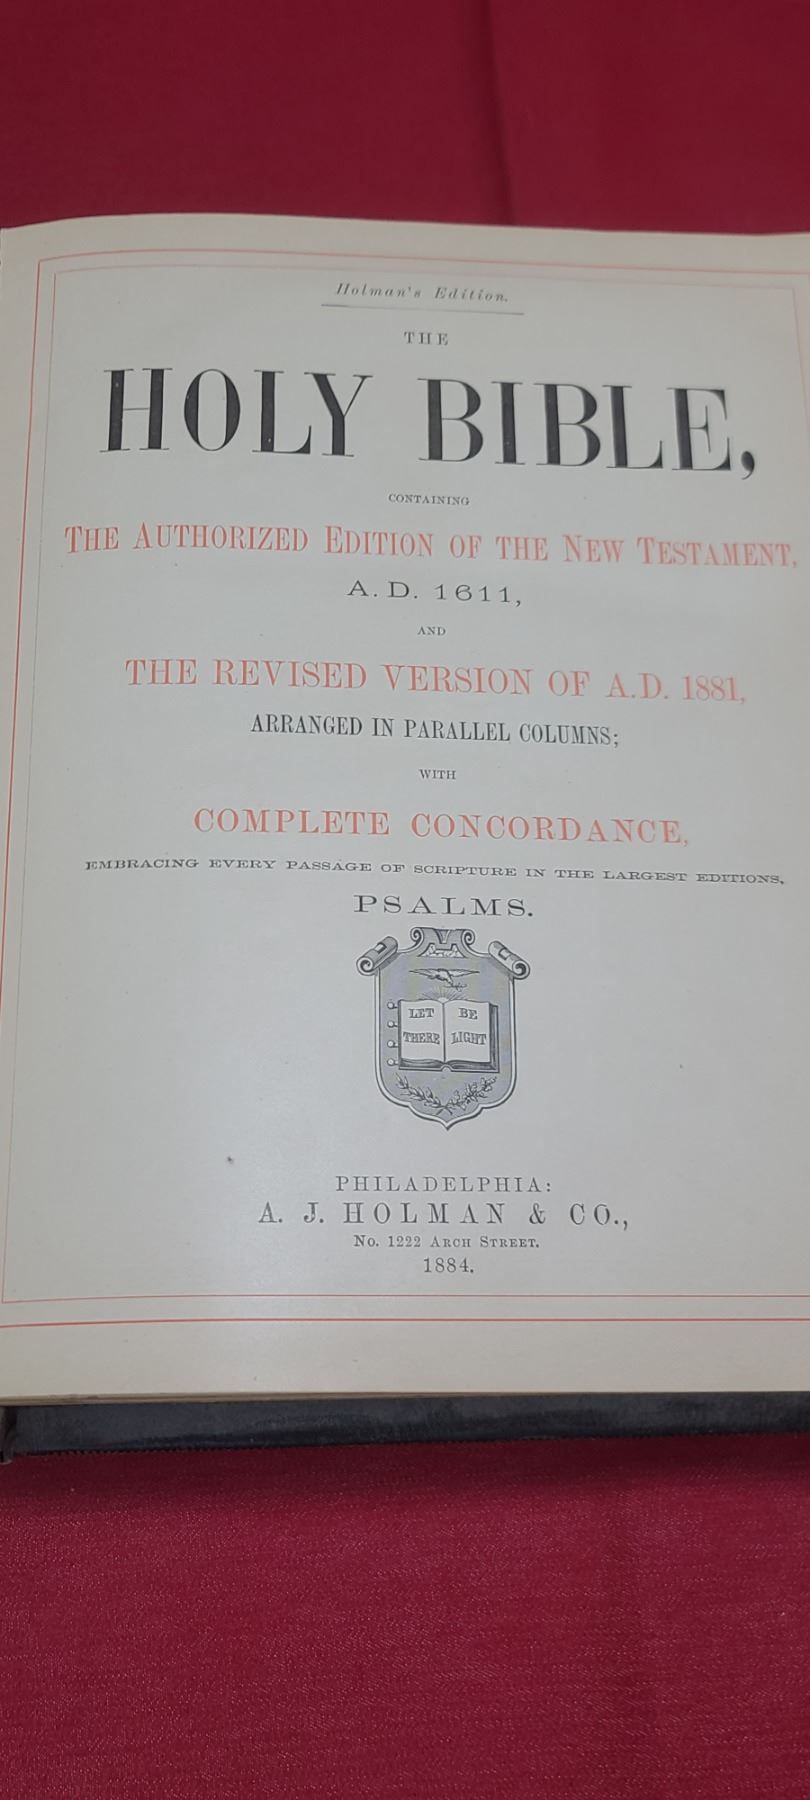 Holman's Edition.
THE
HOLY BIBLE,
CONTAINING
THE AUTHORIZED EDITION OF THE NEW TESTAMENT,
A. D. 1611,
AND
THE REVISED VERSION OF A.D. 1881,
ARRANGED IN PARALLEL COLUMNS;
WITH
COMPLETE CONCORDANCE,
EMBRACING EVERY PASSAGE OF SCRIPTURE IN THE LARGEST EDITIONS,
PSALMS.
LET BE
THERE LIGHT
PHILADELPHIA:
A. J. HOLMAN & CO.,
No. 1222 ARCH STREET.
1884.